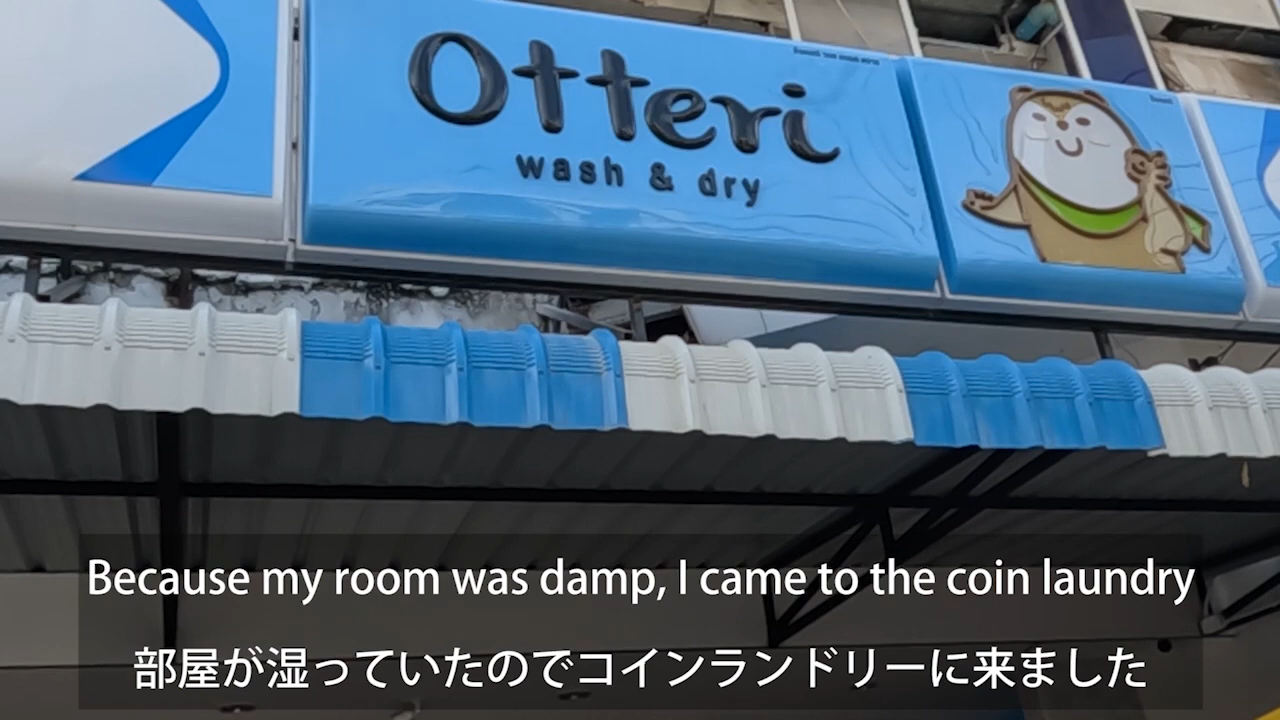 Otteri
wash & dry
Because my room was damp, I came to the coin laundry
部屋が湿っていたのでコインランドリーに来ました